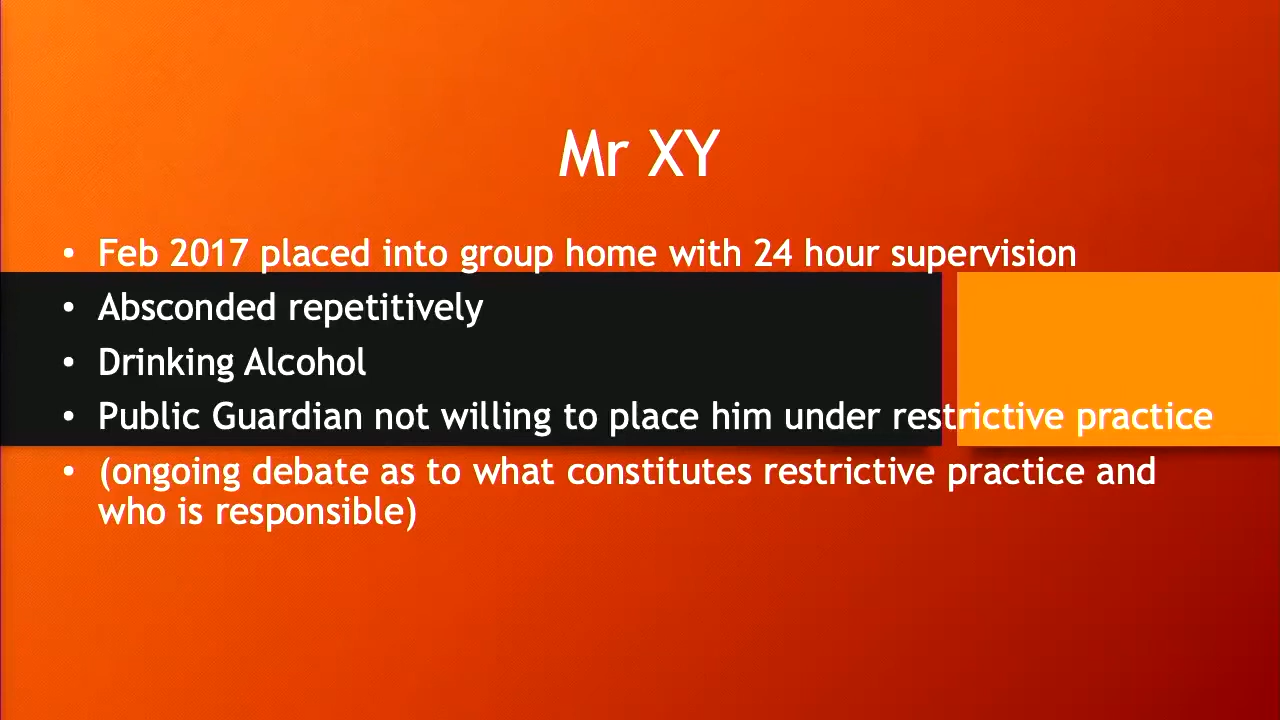 Mr XY
• Feb 2017 placed into group home with 24 hour supervision
• Absconded repetitively
• Drinking Alcohol
• Public Guardian not willing to place him under restrictive practice
• (ongoing debate as to what constitutes restrictive practice and
who is responsible)